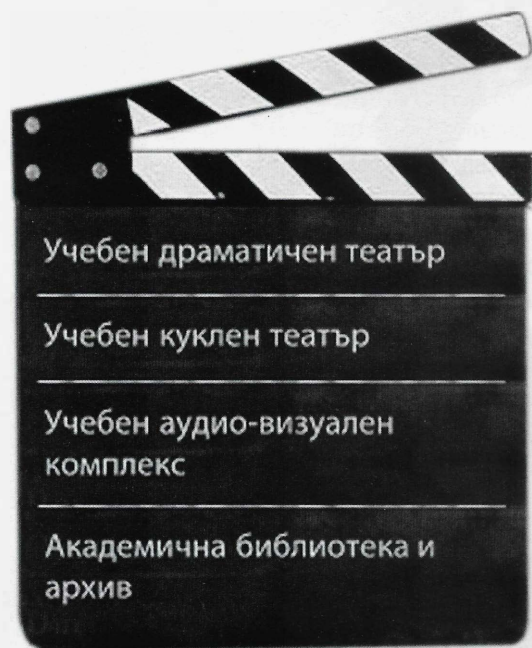 Учебен драматичен театър
Учебен куклен театър
Учебен аудио-визуален
комплекс
Академична библиотека и
архив